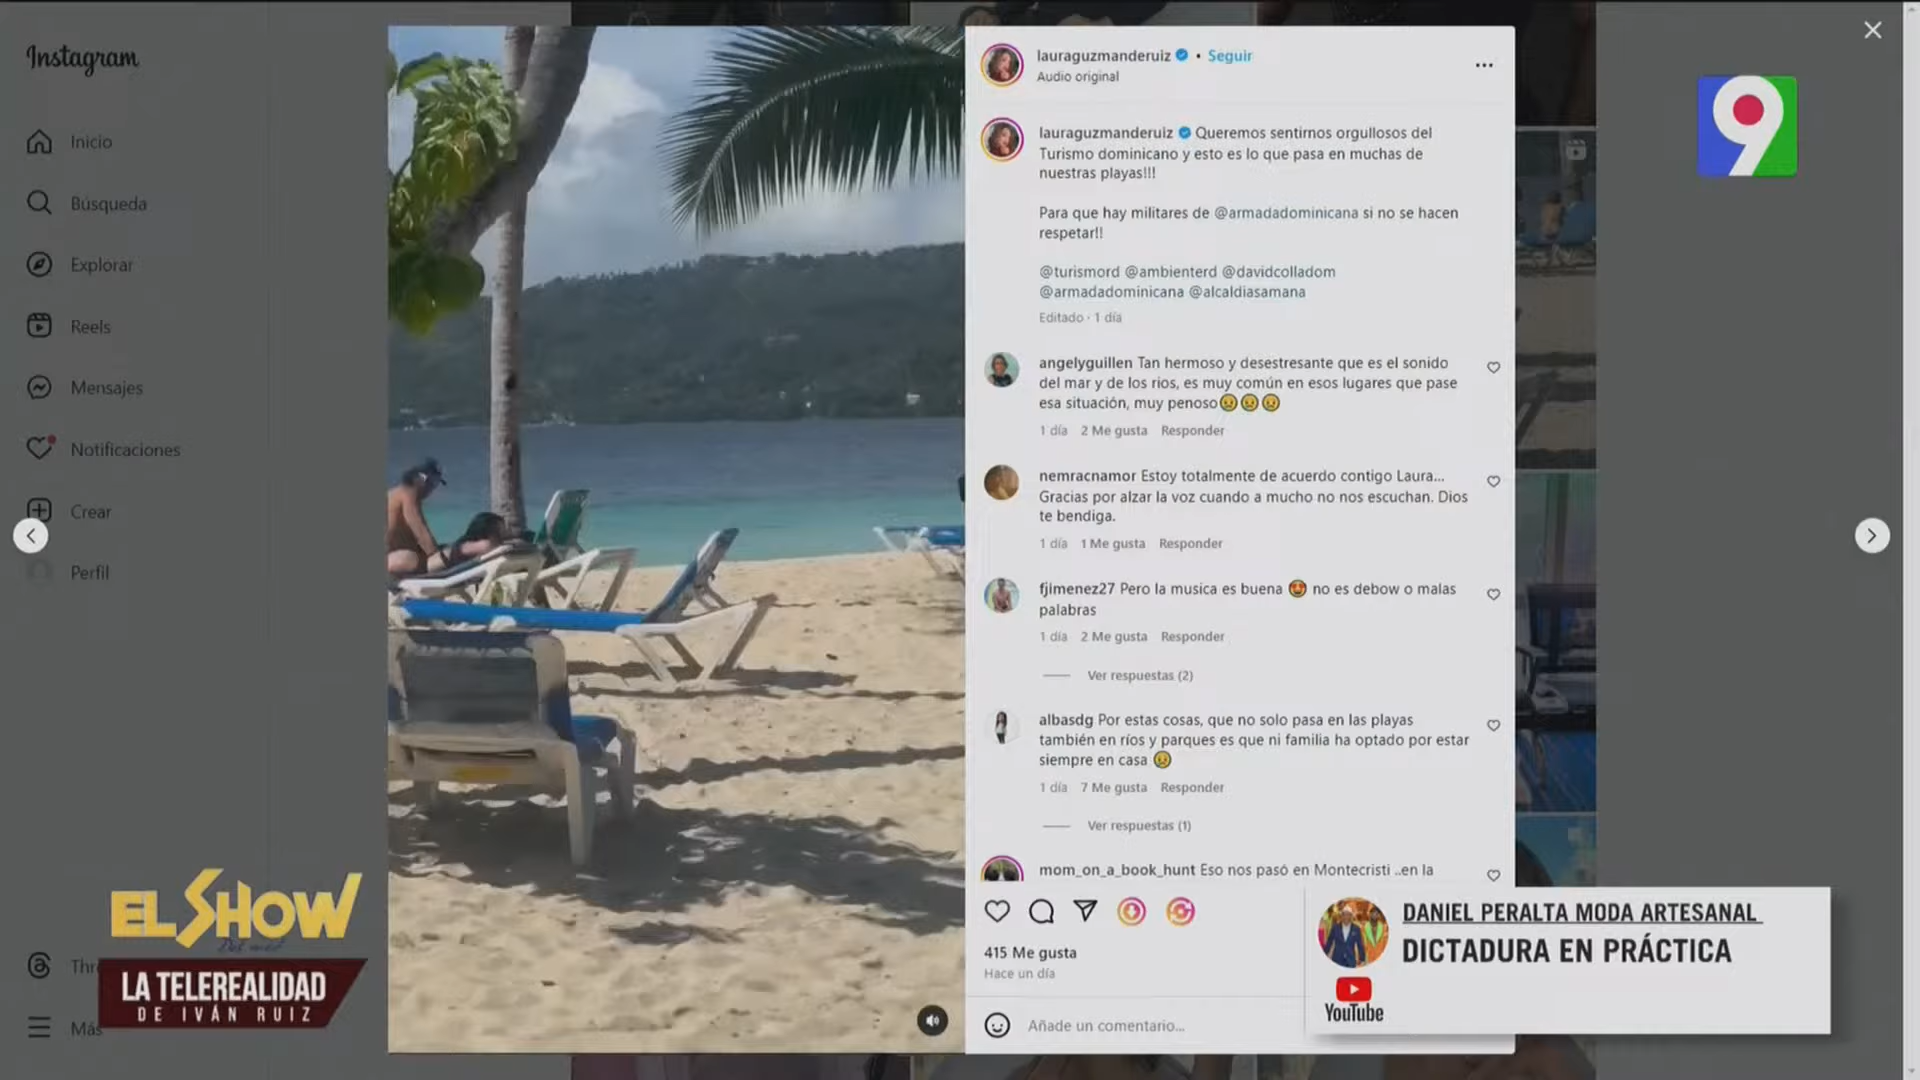 Instagram
Inicio
Búsqueda
Explorar
Reels
Mensajes
Notificaciones
Crear
Perfil
Más
EL SHOW
LA TELEREALIDAD
DE IVÁN RUIZ
lauraguzmanderuiz • Seguir
Audio original
lauraguzmanderuiz Queremos sentirnos orgullosos del
Turismo dominicano y esto es lo que pasa en muchas de
nuestras playas!!!
Para que hay militares de @armadadominicana si no se hacen
respetar!!
@turismord @ambienterd @davidcolladom
@armadadominicana @alcaldiasamana
Editado · 1 día
angelyguillen Tan hermoso y desestresante que es el sonido
del mar y de los rios, es muy común en esos lugares que pase
esa situación, muy penoso😢😢😢
1 día 2 Me gusta Responder
nemracnamor Estoy totalmente de acuerdo contigo Laura...
Gracias por alzar la voz cuando a mucho no nos escuchan. Dios
te bendiga.
1 día 1 Me gusta Responder
fjimenez27 Pero la musica es buena 😍 no es debow o malas
palabras
1 día 2 Me gusta Responder
Ver respuestas (2)
albasdg Por estas cosas, que no solo pasa en las playas
también en ríos y parques es que ni familia ha optado por estar
siempre en casa 😢
1 día 7 Me gusta Responder
Ver respuestas (1)
mom_on_a_book_hunt Eso nos pasó en Montecristi ..en la
415 Me gusta
Hace un día
Añade un comentario...
9
DANIEL PERALTA MODA ARTESANAL
DICTADURA EN PRÁCTICA
YouTube